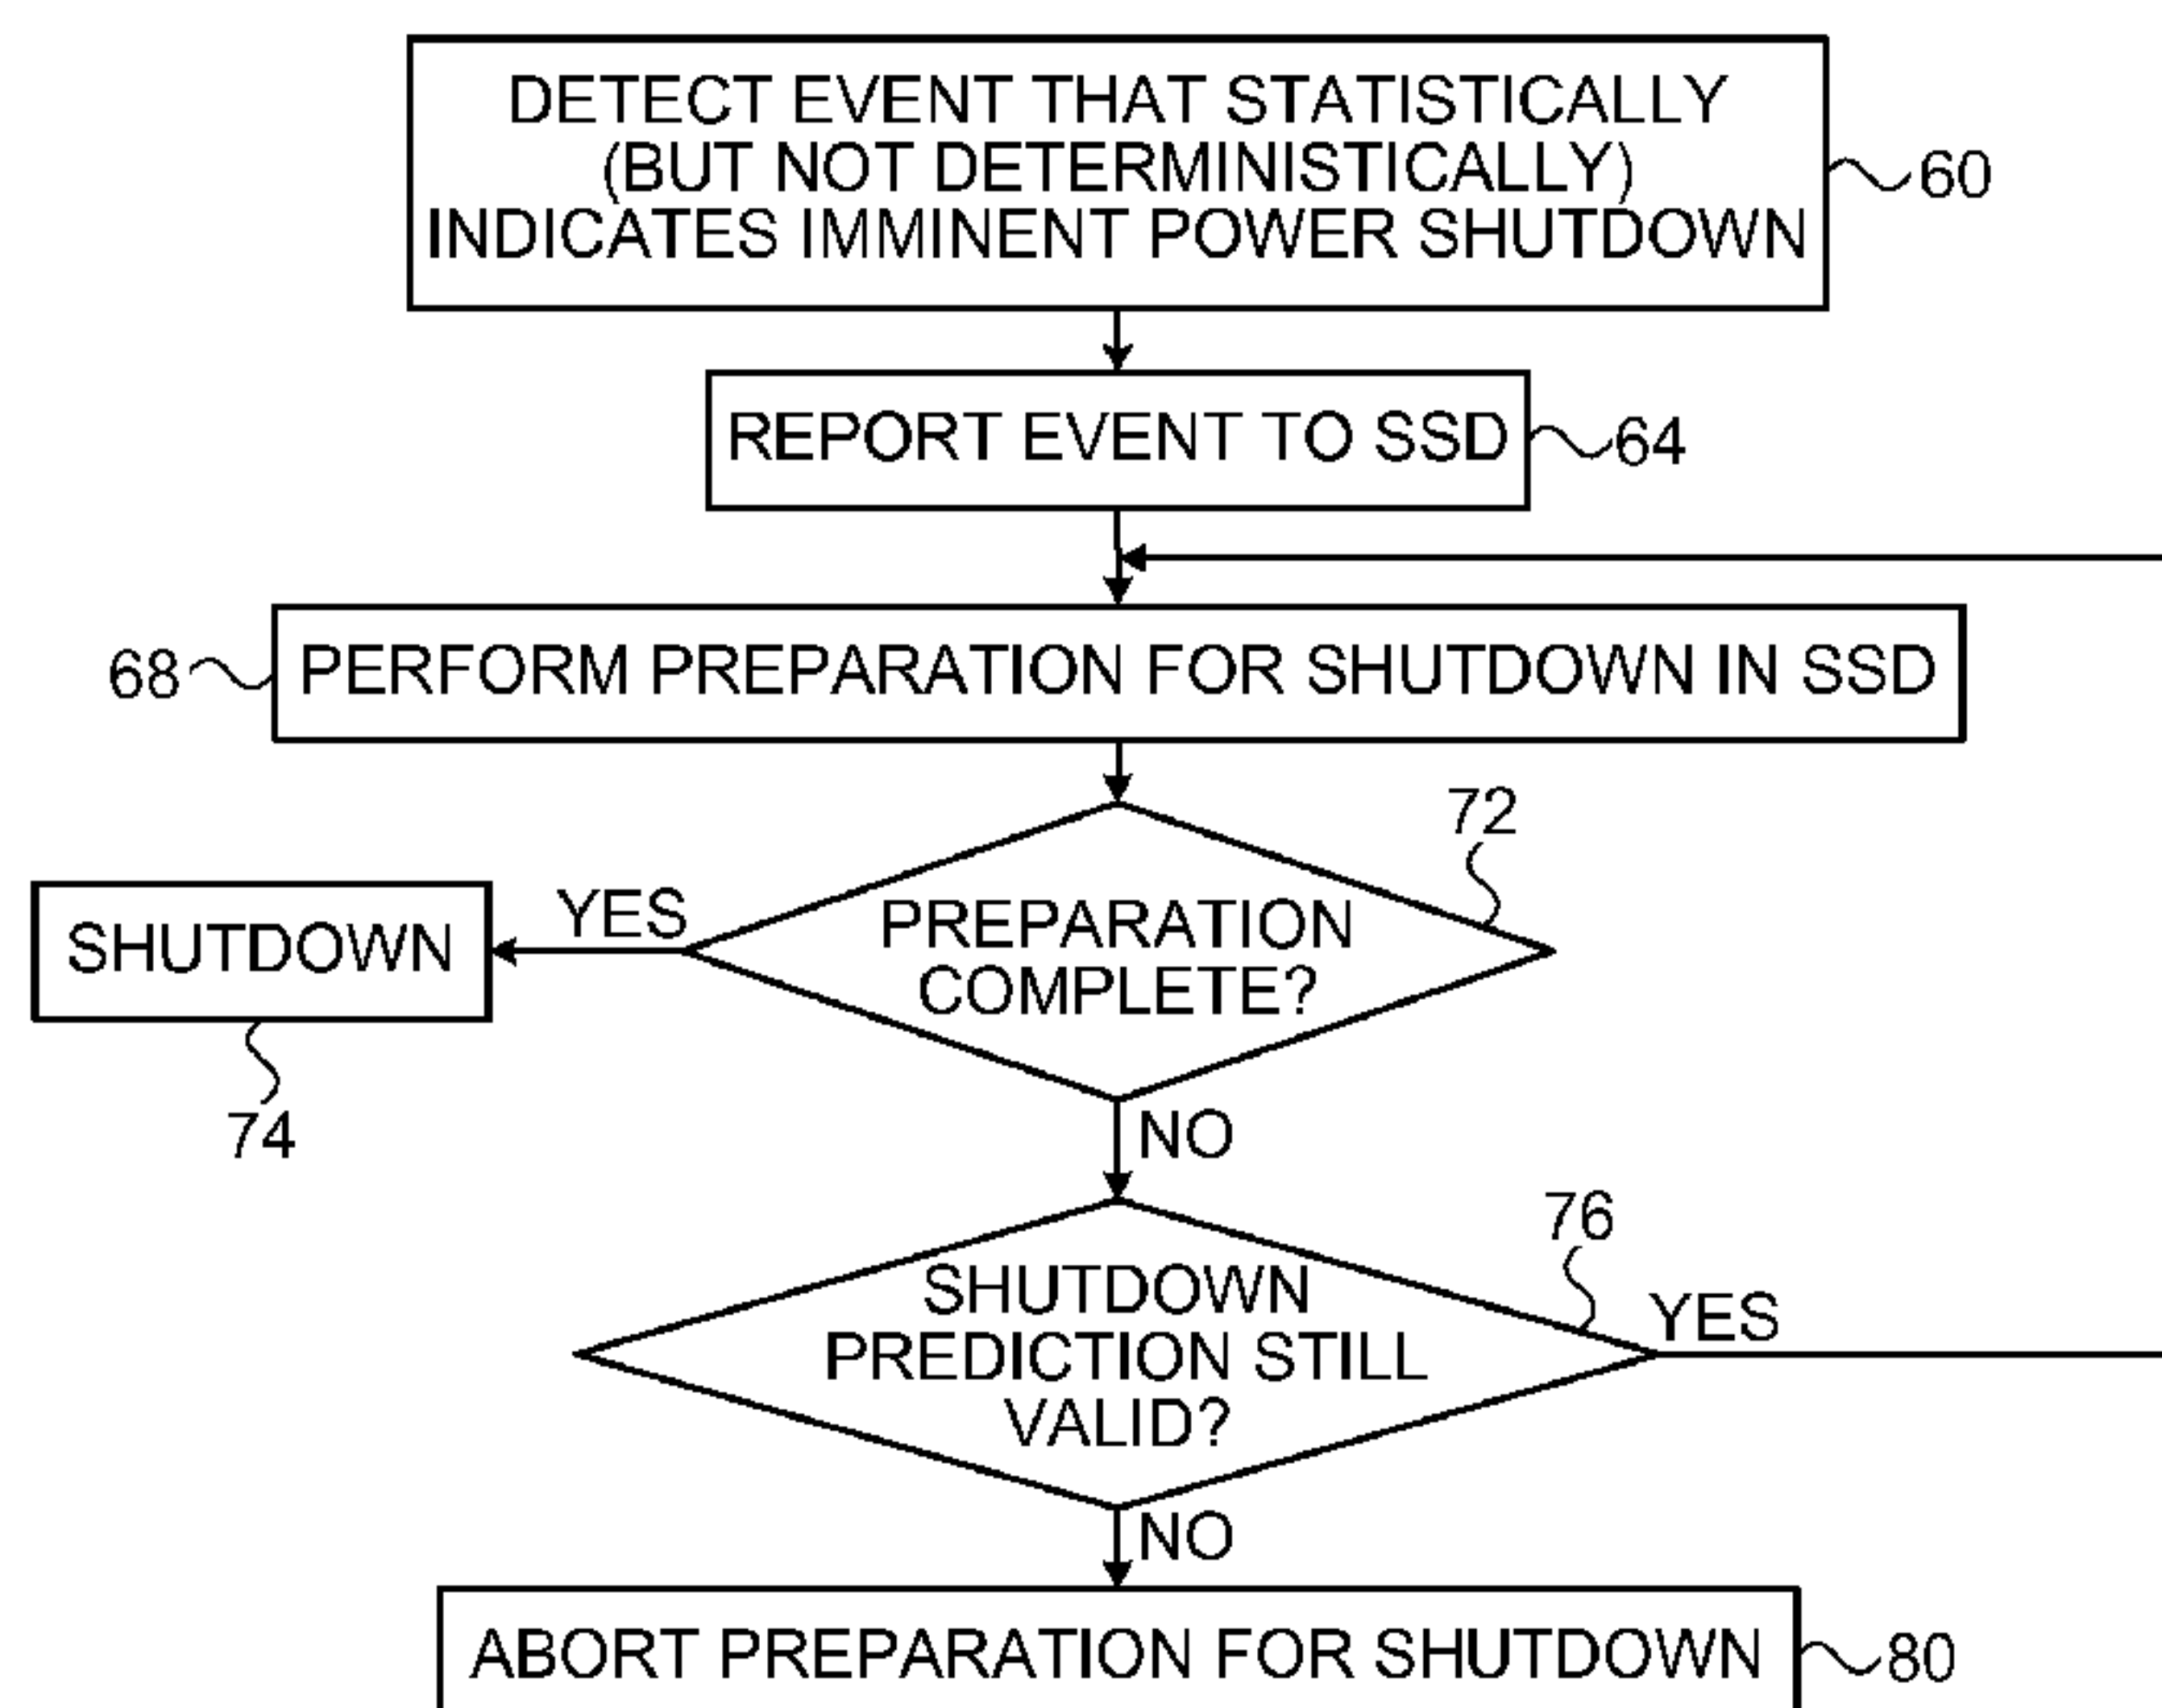 DETECT EVENT THAT STATISTICALLY
(BUT NOT DETERMINISTICALLY)
INDICATES IMMINENT POWER SHUTDOWN
60
REPORT EVENT TO SSD
64
68
PERFORM PREPARATION FOR SHUTDOWN IN SSD
72
PREPARATION
COMPLETE?
YES
SHUTDOWN
74
NO
76
SHUTDOWN
PREDICTION STILL
VALID?
YES
NO
ABORT PREPARATION FOR SHUTDOWN
80